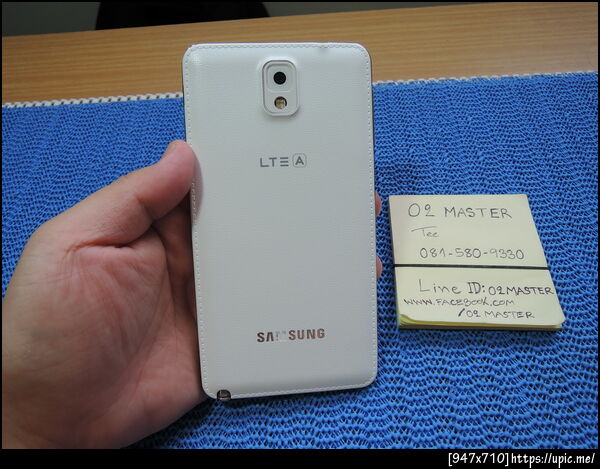 LTE A
SAMSUNG
O2 MASTER
Tee
081-580-9330
Line ID: O2MASTER
WWW.FACEBOOK.COM
/O2 MASTER
[947x710]https://upic.me/